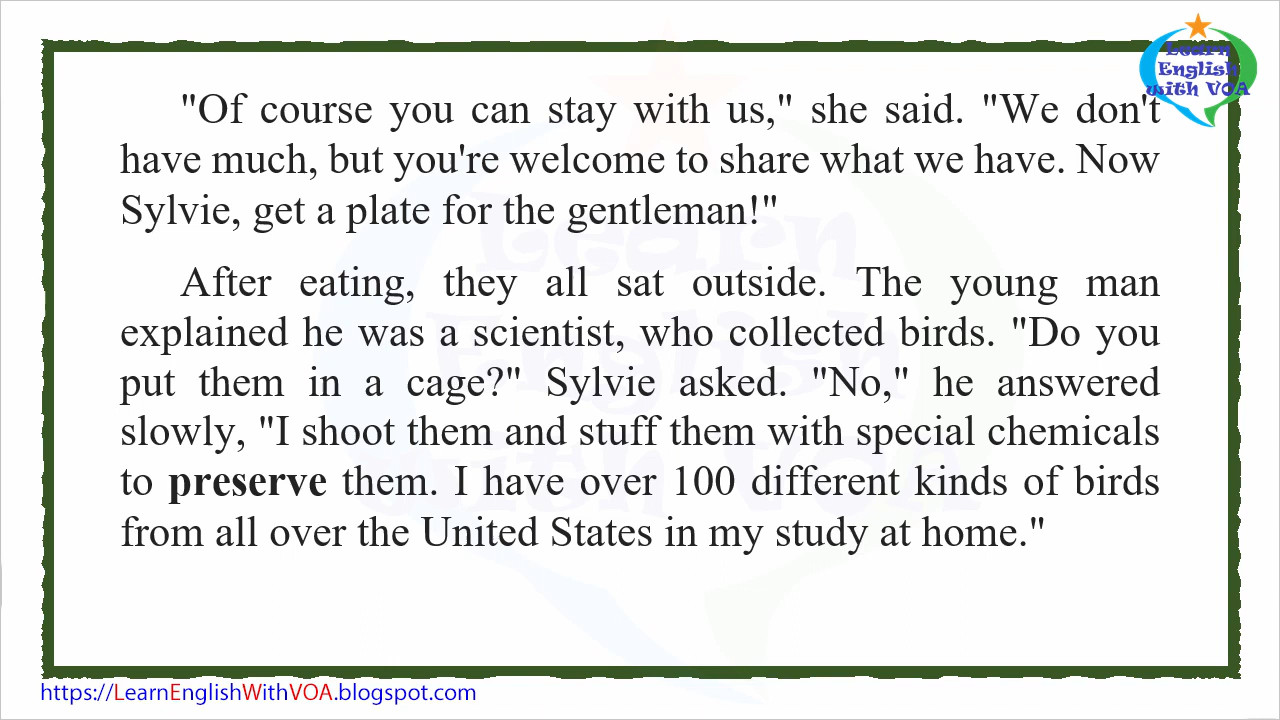 Learn
English
with VOA
"Of course you can stay with us," she said. "We don't
have much, but you're welcome to share what we have. Now
Sylvie, get a plate for the gentleman!"
After eating, they all sat outside. The young man
explained he was a scientist, who collected birds. "Do you
put them in a cage?" Sylvie asked. "No," he answered
slowly, "I shoot them and stuff them with special chemicals
to preserve them. I have over 100 different kinds of birds
from all over the United States in my study at home."
Learn
English
with VOA
https://LearnEnglishWithVOA.blogspot.com